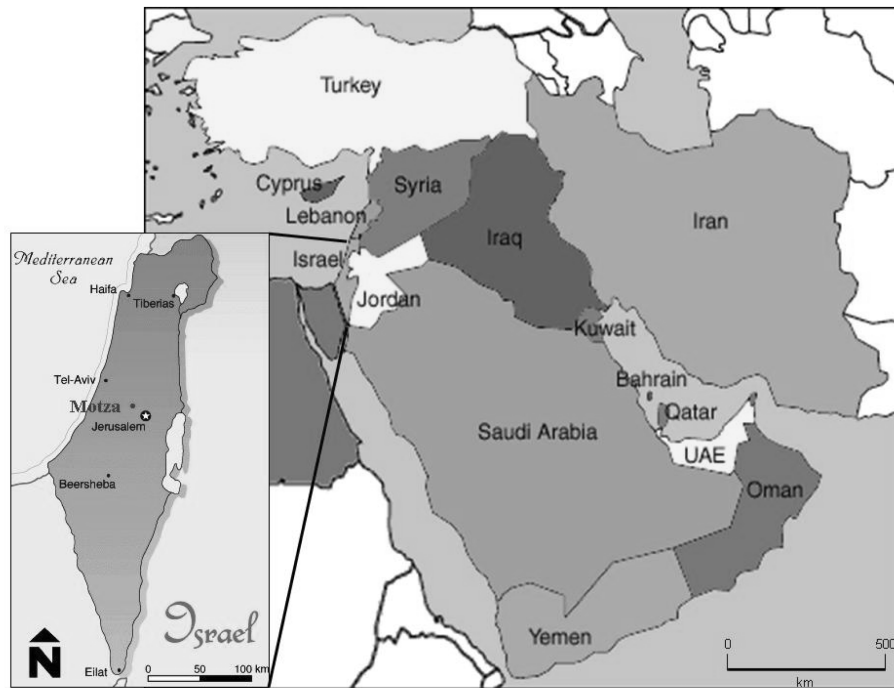 Turkey
Cyprus
Syria
Lebanon
Iraq
Iran
Israel
Jordan
Kuwait
Bahrain
Qatar
Saudi Arabia
UAE
Oman
Yemen
0 500
km
Mediterranean
Sea
Haifa
Tiberias
Tel-Aviv
Motza
Jerusalem
Beersheba
Israel
N
Eilat
0 50 100 km